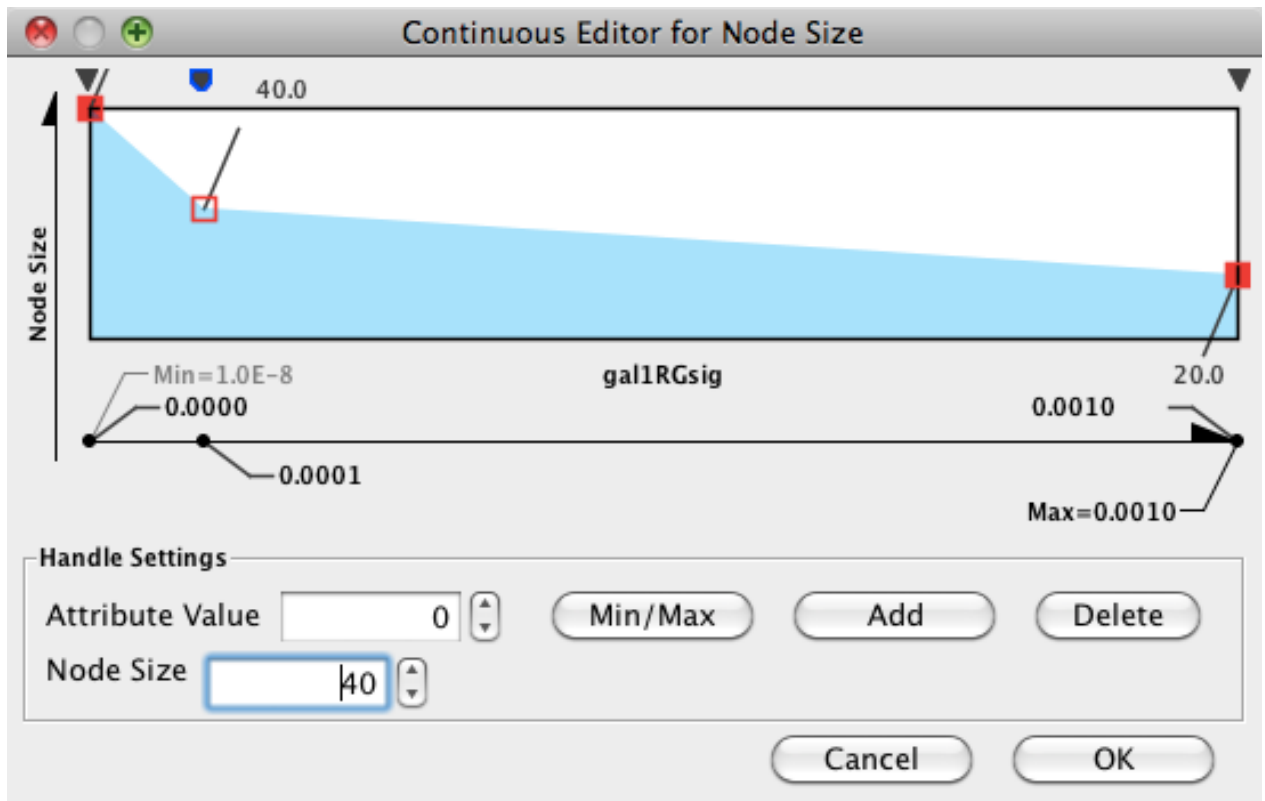 Continuous Editor for Node Size
40.0
Node Size
Min=1.0E-8
gal1RGsig
20.0
0.0000
0.0010
0.0001
Max=0.0010
Handle Settings
Attribute Value 0 Min/Max Add Delete
Node Size 40
Cancel OK